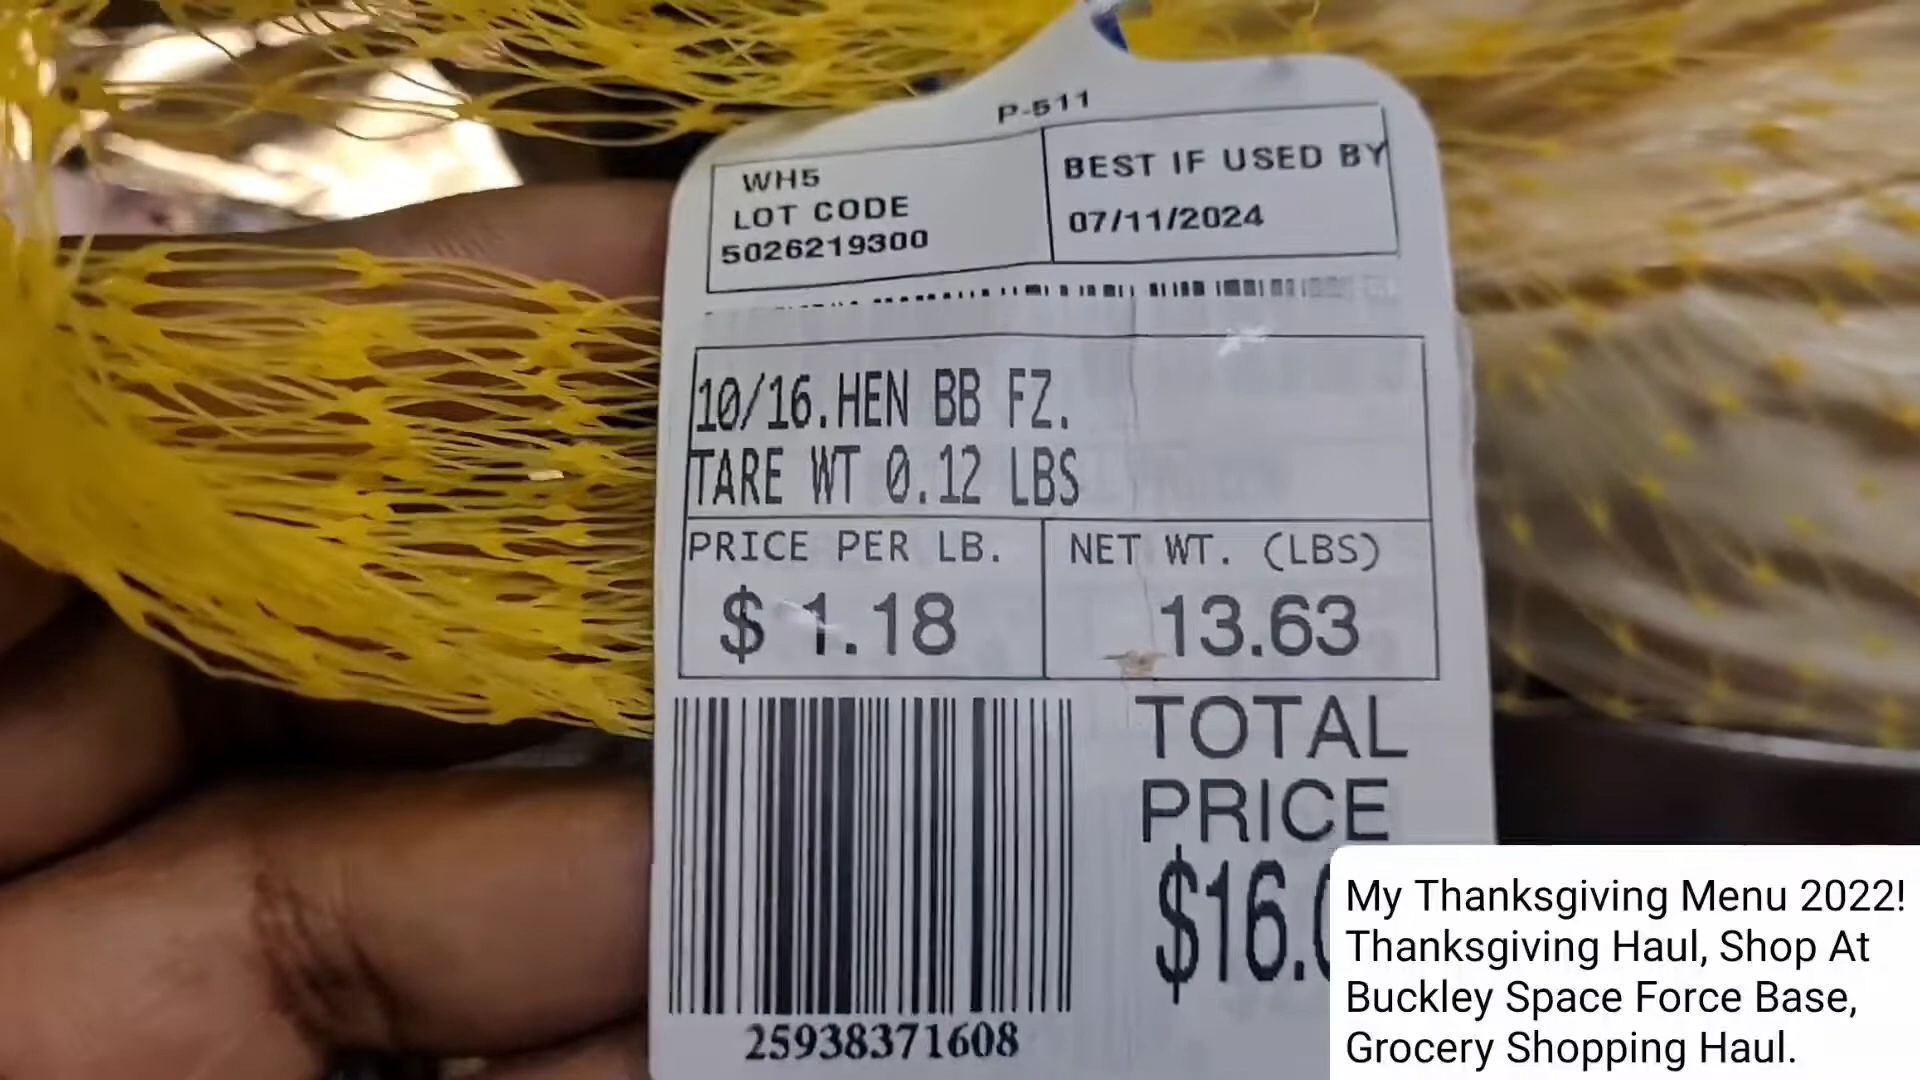 P-511
WH5
LOT CODE
5026219300
BEST IF USED BY
07/11/2024
10/16.HEN BB FZ.
TARE WT 0.12 LBS
PRICE PER LB.
$ 1.18
NET WT. (LBS)
13.63
TOTAL
PRICE
$16.0
25938371608
My Thanksgiving Menu 2022!
Thanksgiving Haul, Shop At
Buckley Space Force Base,
Grocery Shopping Haul.